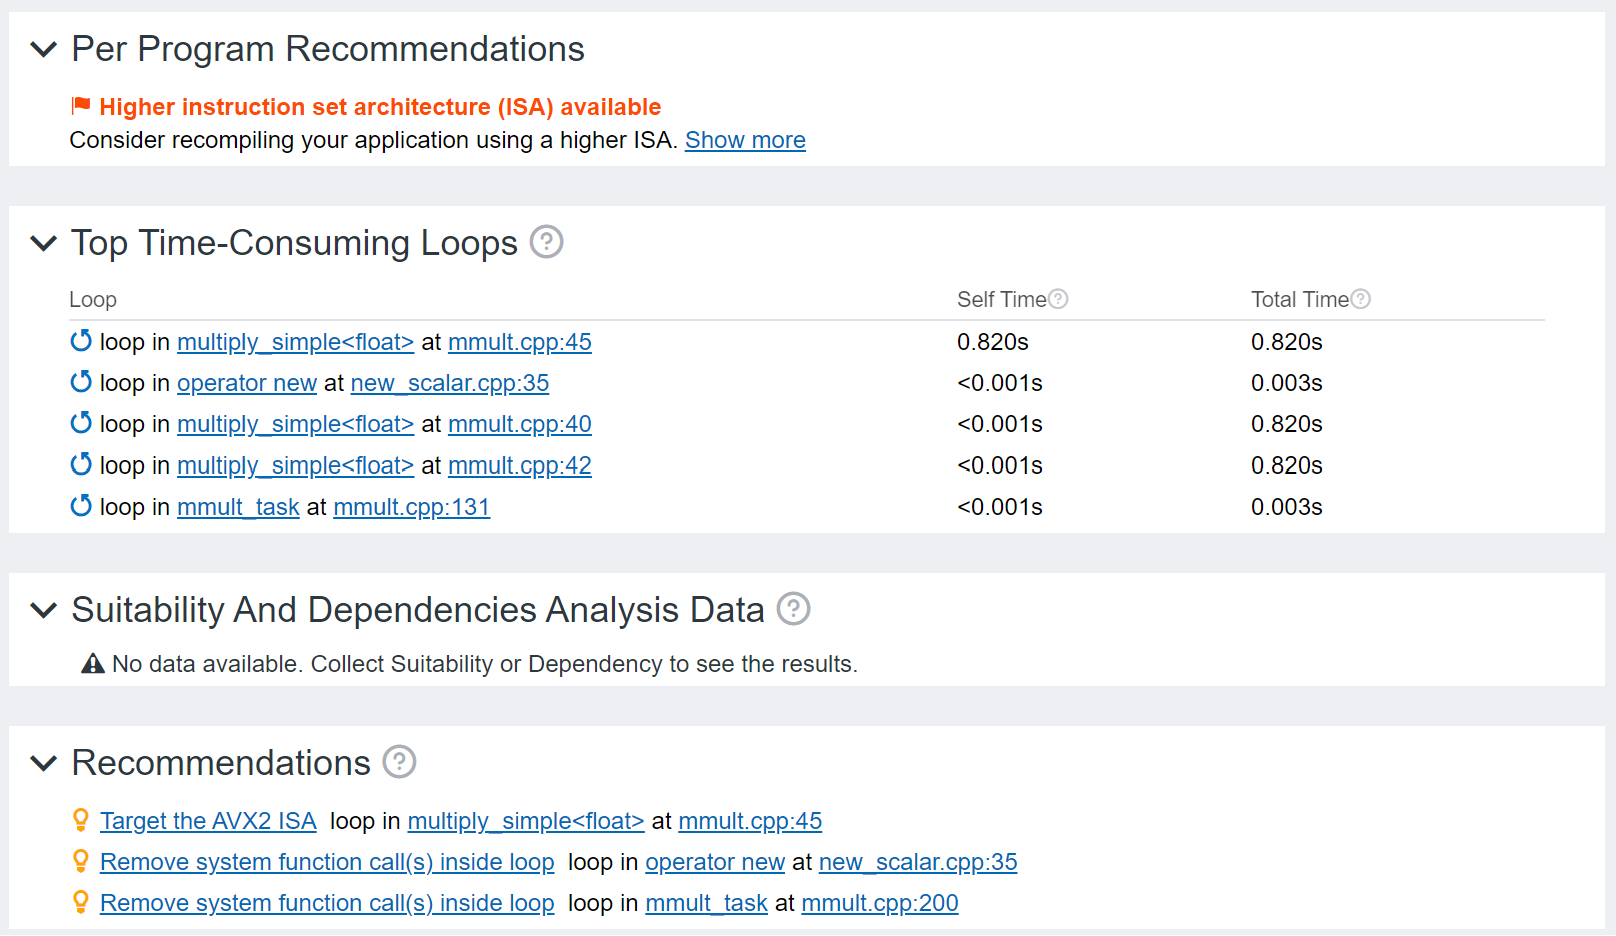 Per Program Recommendations
Higher instruction set architecture (ISA) available
Consider recompiling your application using a higher ISA. Show more
Top Time-Consuming Loops ?
Loop Self Time? Total Time?
loop in multiply_simple<float> at mmult.cpp:45 0.820s 0.820s
loop in operator new at new_scalar.cpp:35 <0.001s 0.003s
loop in multiply_simple<float> at mmult.cpp:40 <0.001s 0.820s
loop in multiply_simple<float> at mmult.cpp:42 <0.001s 0.820s
loop in mmult_task at mmult.cpp:131 <0.001s 0.003s
Suitability And Dependencies Analysis Data ?
No data available. Collect Suitability or Dependency to see the results.
Recommendations ?
Target the AVX2 ISA loop in multiply_simple<float> at mmult.cpp:45
Remove system function call(s) inside loop loop in operator new at new_scalar.cpp:35
Remove system function call(s) inside loop loop in mmult_task at mmult.cpp:200